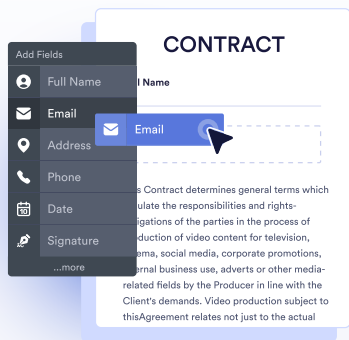 CONTRACT
Add Fields
Full Name
Email
Address
Phone
Date
10
Signature
...more
Name
Email
Contract determines general terms which
the responsibilities and rights-
of the parties in the process of
of video content for television,
social media, corporate promotions,
business use, adverts or other media-
related fields by the Producer in line with the
Client's demands. Video production subject to
thisAgreement relates not just to the actual